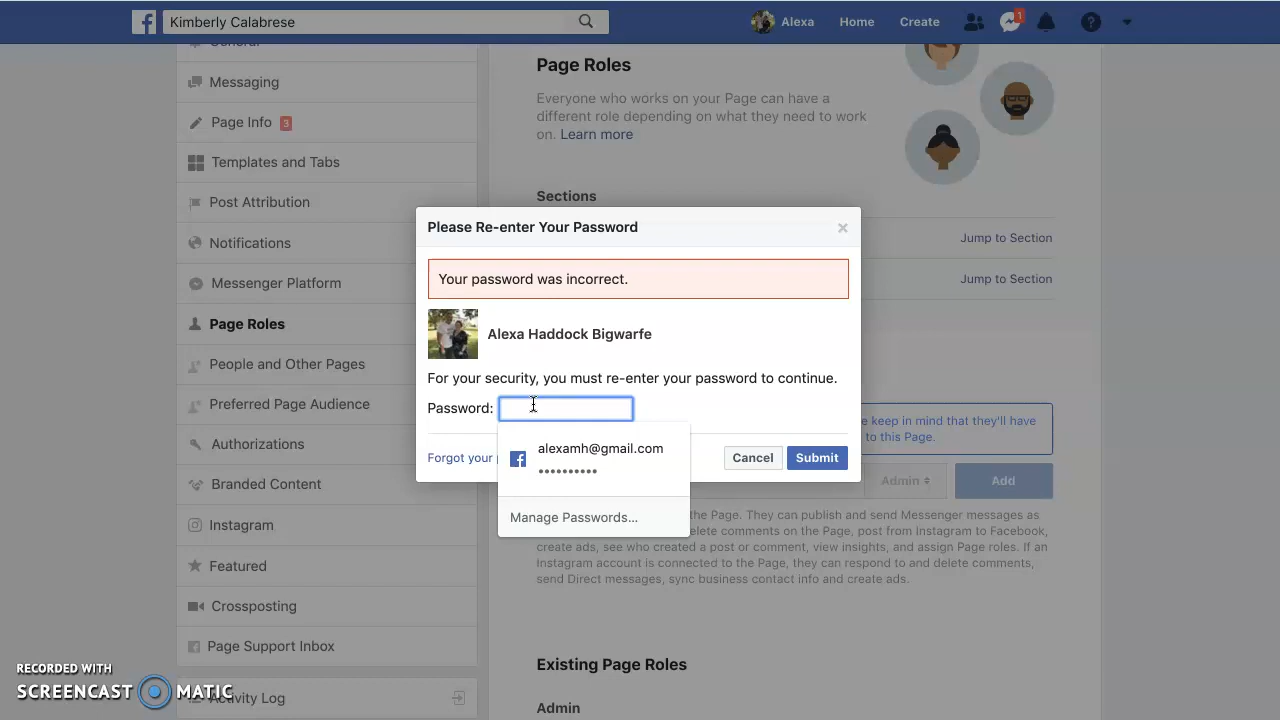 Kimberly Calabrese
Alexa
Home
Create
1
?
General
Messaging
Page Info 3
Templates and Tabs
Post Attribution
Notifications
Messenger Platform
Page Roles
People and Other Pages
Preferred Page Audience
Authorizations
Branded Content
Instagram
Featured
Crossposting
Page Support Inbox
Activity Log
Page Roles
Everyone who works on your Page can have a
different role depending on what they need to work
on. Learn more
Sections
Jump to Section
Jump to Section
Please Re-enter Your Password
×
Your password was incorrect.
Alexa Haddock Bigwarfe
For your security, you must re-enter your password to continue.
Password:
Forgot your
Cancel
Submit
alexamh@gmail.com
••••••••••
Manage Passwords...
keep in mind that they'll have
to this Page.
Admin
Add
the Page. They can publish and send Messenger messages as
delete comments on the Page, post from Instagram to Facebook,
create ads, see who created a post or comment, view insights, and assign Page roles. If an
Instagram account is connected to the Page, they can respond to and delete comments,
send Direct messages, sync business contact info and create ads.
Existing Page Roles
Admin
RECORDED WITH
SCREENCAST MATIC